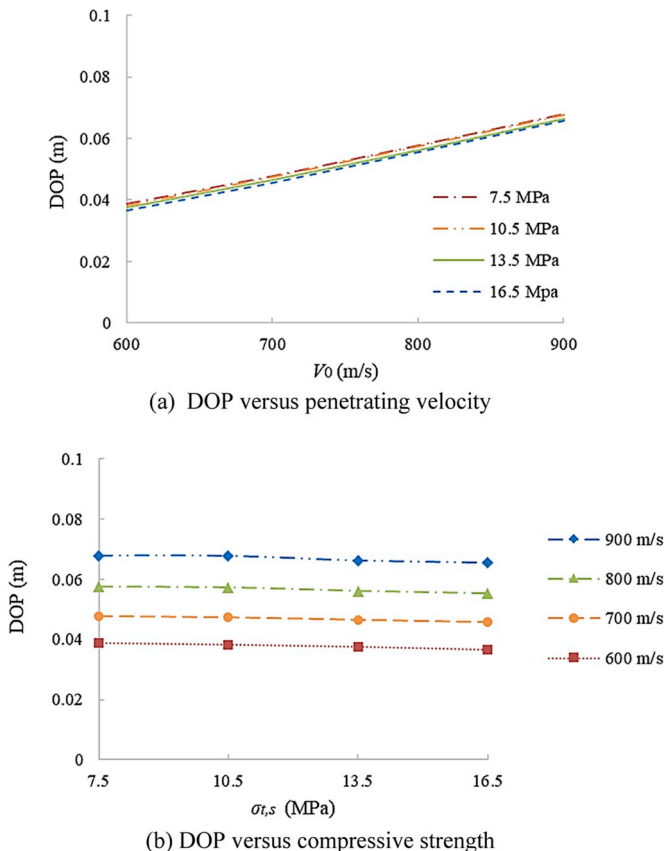 0.1
0.08
0.06
0.04
0.02
0
DOP (m)
7.5 MPa
10.5 MPa
13.5 MPa
16.5 Mpa
600 700 800 900
V0 (m/s)
(a) DOP versus penetrating velocity
0.1
0.08
0.06
0.04
0.02
0
DOP (m)
900 m/s
800 m/s
700 m/s
600 m/s
7.5 10.5 13.5 16.5
σt,s (MPa)
(b) DOP versus compressive strength